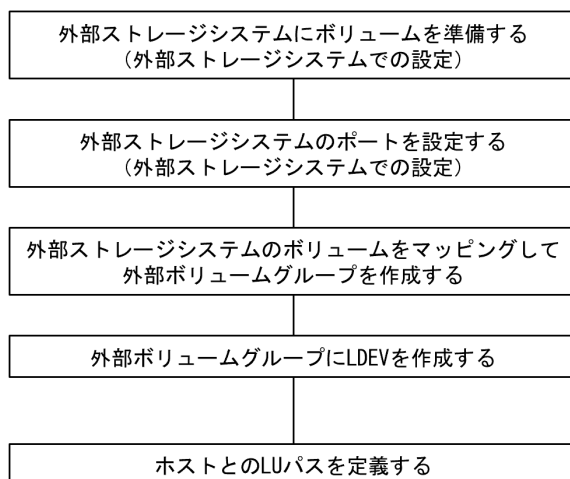 外部ストレージシステムにボリュームを準備する
（外部ストレージシステムでの設定）
外部ストレージシステムのポートを設定する
（外部ストレージシステムでの設定）
外部ストレージシステムのボリュームをマッピングして
外部ボリュームグループを作成する
外部ボリュームグループにLDEVを作成する
ホストとのLUパスを定義する